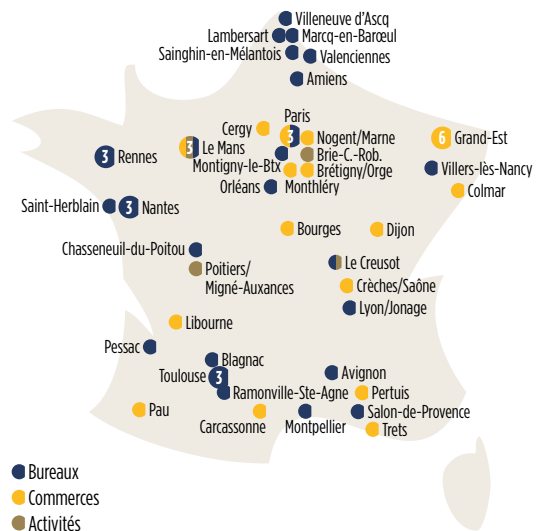 Villeneuve d'Ascq
Lambersart
Marcq-en-Barœul
Sainghin-en-Mélantois
Valenciennes
Amiens
Paris
Cergy
3
Nogent/Marne
6 Grand-Est
3 Le Mans
3 Rennes
Brie-C.-Rob.
Montigny-le-Btx
Brétigny/Orge
Villers-lès-Nancy
Orléans
Monthléry
Colmar
Saint-Herblain
3 Nantes
Bourges
Dijon
Chasseneuil-du-Poitou
Le Creusot
Poitiers/
Migné-Auxances
Crèches/Saône
Lyon/Jonage
Libourne
Pessac
Blagnac
Toulouse 3
Avignon
Ramonville-Ste-Agne
Pertuis
Pau
Carcassonne
Montpellier
Salon-de-Provence
Trets
Bureaux
Commerces
Activités